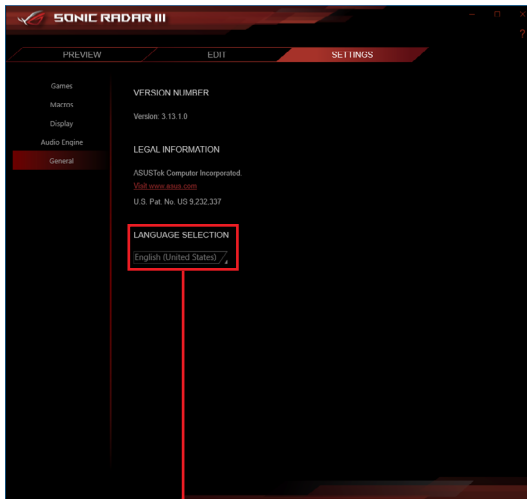 SONIC RADAR III
?
PREVIEW EDIT SETTINGS
Games
Macros
Display
Audio Engine
General
VERSION NUMBER
Version: 3.13.1.0
LEGAL INFORMATION
ASUSTek Computer Incorporated.
Visit www.asus.com
U.S. Pat. No. US 9,232,337
LANGUAGE SELECTION
English (United States)